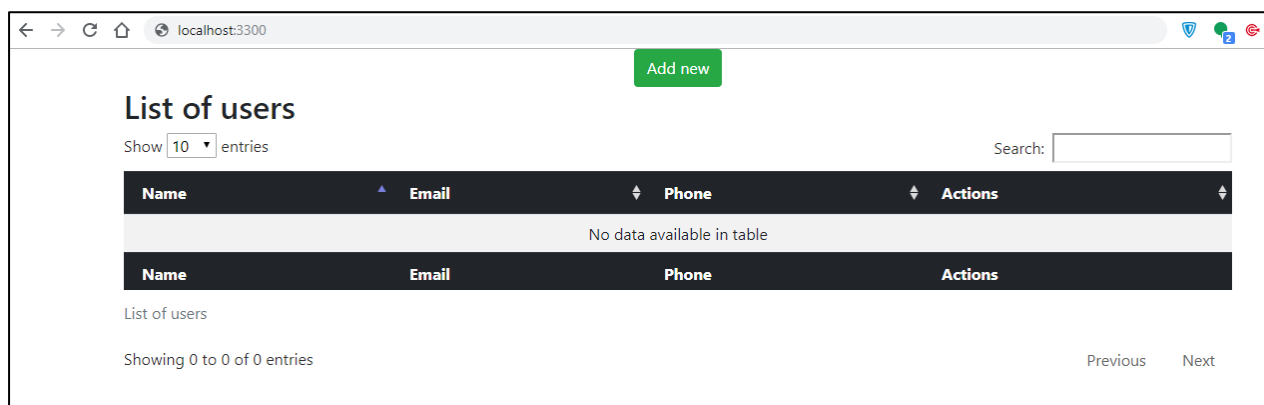 localhost:3300
2
Add new
List of users
Show 10 entries
Search:
Name Email Phone Actions
No data available in table
Name Email Phone Actions
List of users
Showing 0 to 0 of 0 entries
Previous Next